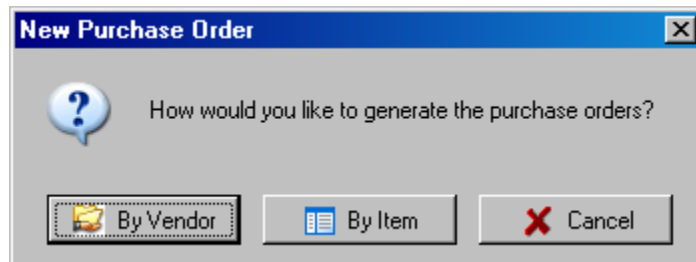 New Purchase Order
How would you like to generate the purchase orders?
By Vendor By Item Cancel